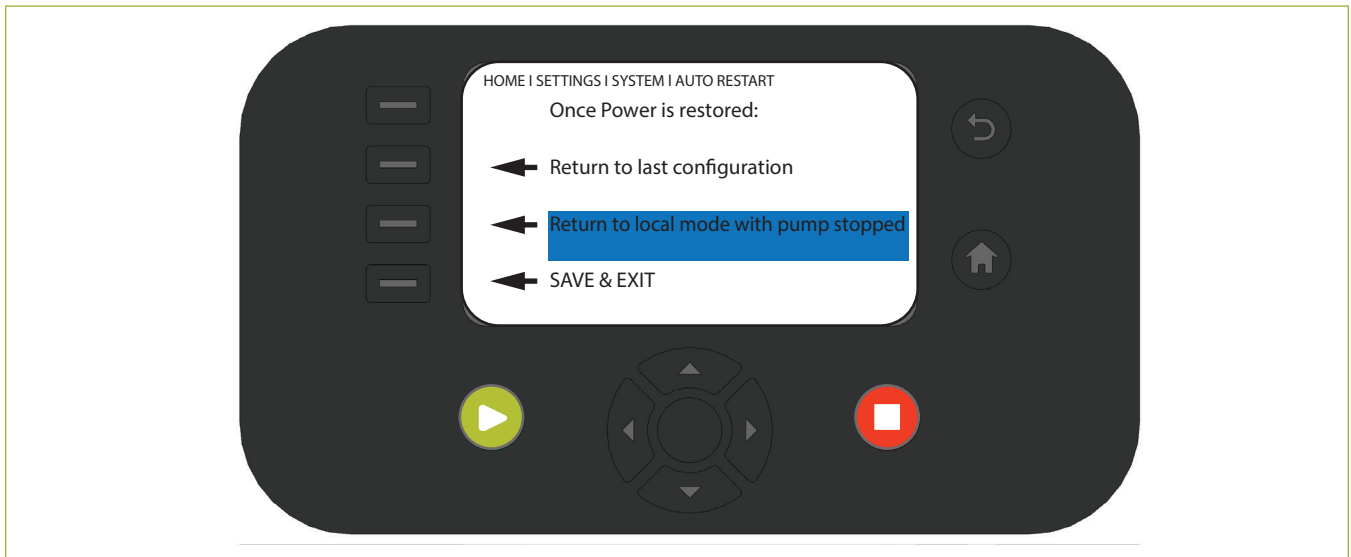 HOME I SETTINGS I SYSTEM I AUTO RESTART
Once Power is restored:
Return to last configuration
Return to local mode with pump stopped
SAVE & EXIT